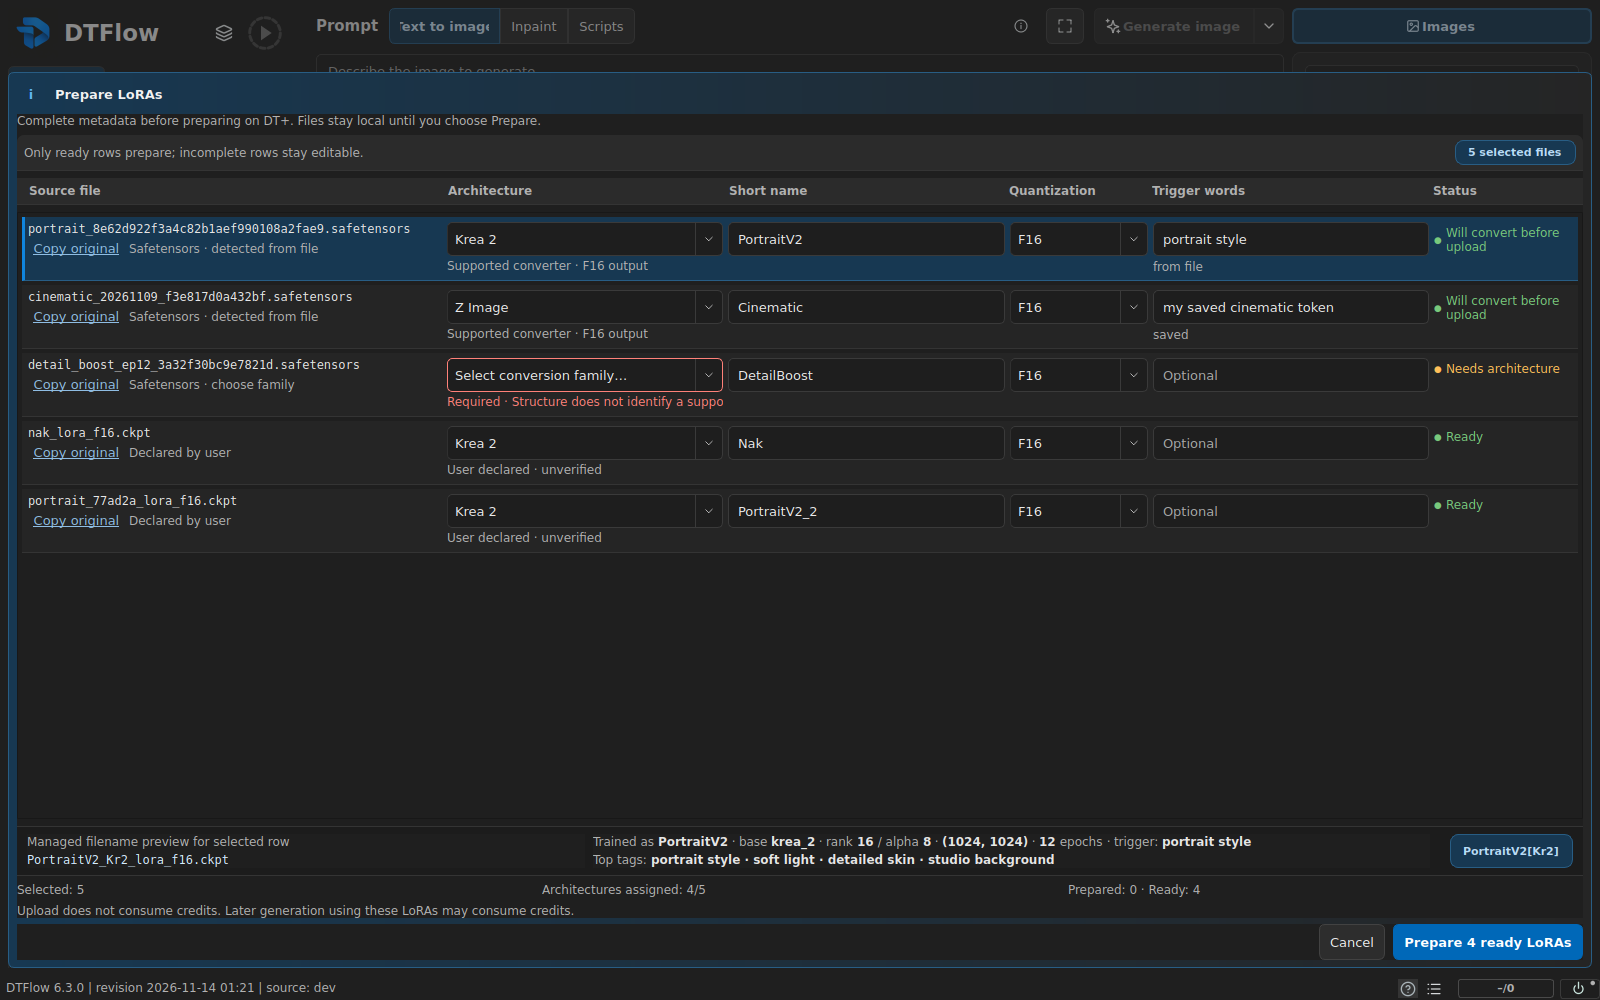 DTFlow
Prompt
Text to image
Inpaint
Scripts
Generate image
Images
Describe the image to generate
i Prepare LoRAs
Complete metadata before preparing on DT+. Files stay local until you choose Prepare.
Only ready rows prepare; incomplete rows stay editable.
5 selected files
Source file Architecture Short name Quantization Trigger words Status
portrait_8e62d922f3a4c82b1aef990108a2fae9.safetensors
Copy original Safetensors · detected from file
Krea 2
Supported converter · F16 output
PortraitV2
F16
portrait style
from file
Will convert before
upload
cinematic_20261109_f3e817d0a432bf.safetensors
Copy original Safetensors · detected from file
Z Image
Supported converter · F16 output
Cinematic
F16
my saved cinematic token
saved
Will convert before
upload
detail_boost_ep12_3a32f30bc9e7821d.safetensors
Copy original Safetensors · choose family
Select conversion family...
Required · Structure does not identify a suppo
DetailBoost
F16
Optional
Needs architecture
nak_lora_f16.ckpt
Copy original Declared by user
Krea 2
User declared · unverified
Nak
F16
Optional
Ready
portrait_77ad2a_lora_f16.ckpt
Copy original Declared by user
Krea 2
User declared · unverified
PortraitV2_2
F16
Optional
Ready
Managed filename preview for selected row
PortraitV2_Kr2_lora_f16.ckpt
Trained as PortraitV2 · base krea_2 · rank 16 / alpha 8 · (1024, 1024) · 12 epochs · trigger: portrait style
Top tags: portrait style · soft light · detailed skin · studio background
PortraitV2[Kr2]
Selected: 5
Architectures assigned: 4/5
Prepared: 0 · Ready: 4
Upload does not consume credits. Later generation using these LoRAs may consume credits.
Cancel
Prepare 4 ready LoRAs
DTFlow 6.3.0 | revision 2026-11-14 01:21 | source: dev
-/0